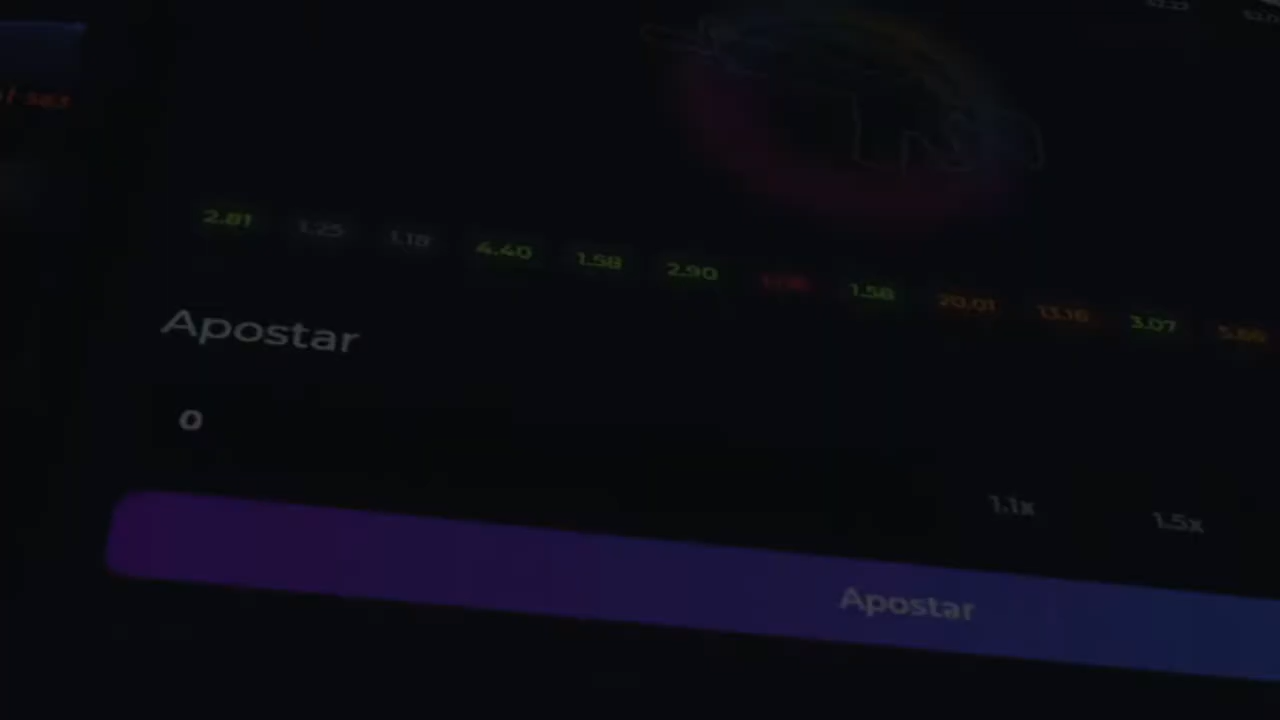 2.81 1.25 1.18 4.40 1.58 2.90 1.58 20.01 13.16 3.07
Apostar
0
1.1x 1.5x
Apostar